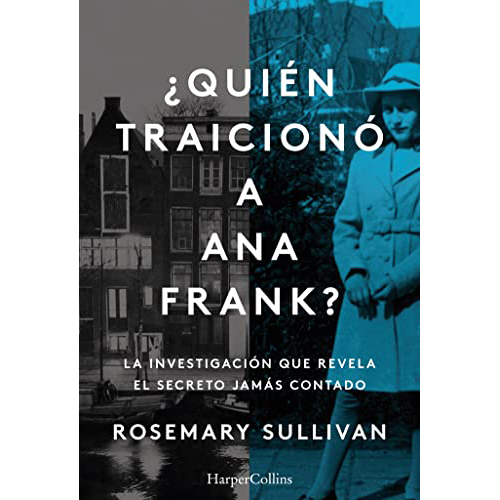 ¿QUIÉN
TRAICIONÓ
A
ANA
FRANK?
LA INVESTIGACIÓN QUE REVELA
EL SECRETO JAMÁS CONTADO
ROSEMARY SULLIVAN
HarperCollins